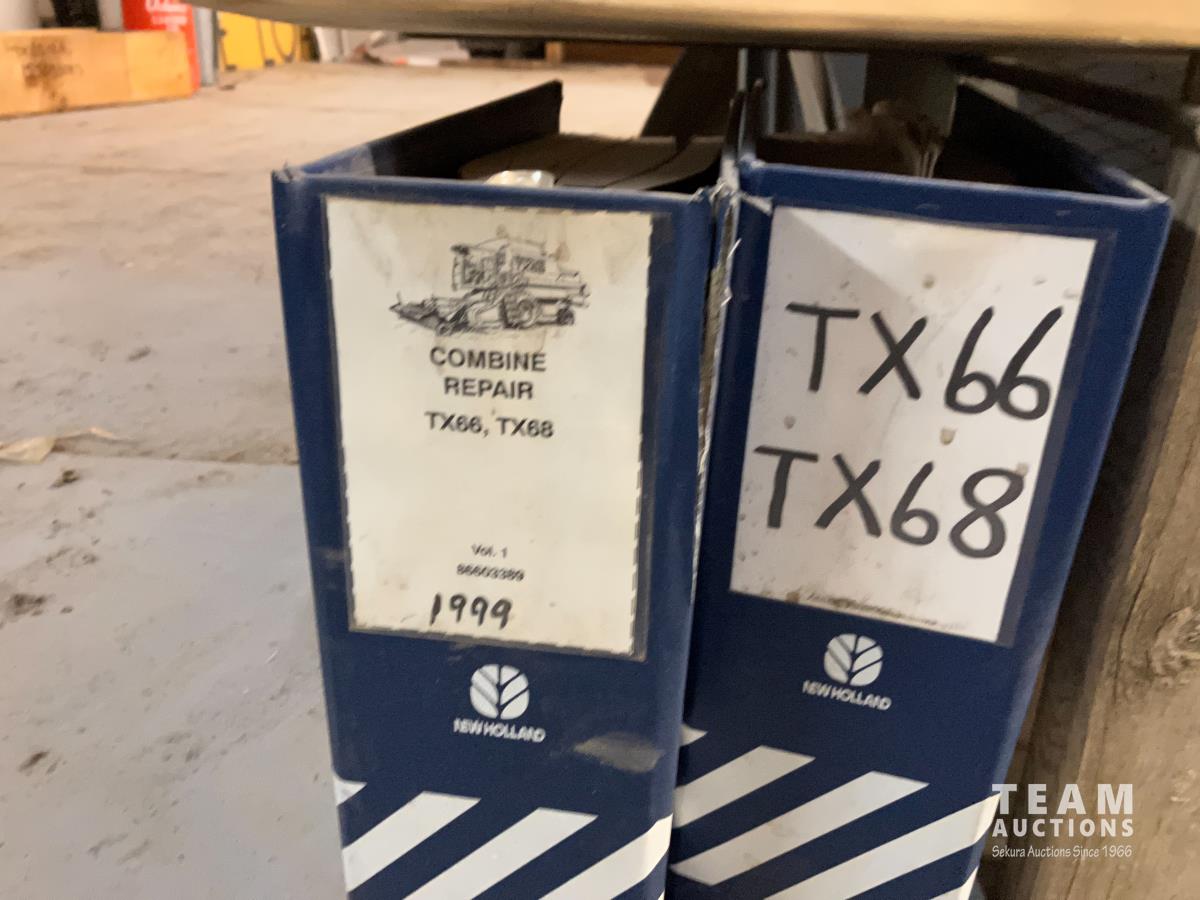 COMBINE
REPAIR
TX66, TX68
Vol. 1
86603389
1999
NEW HOLLAND
TX66
TX68
NEW HOLLAND
TEAM
AUCTIONS
Sekura Auctions Since 1966